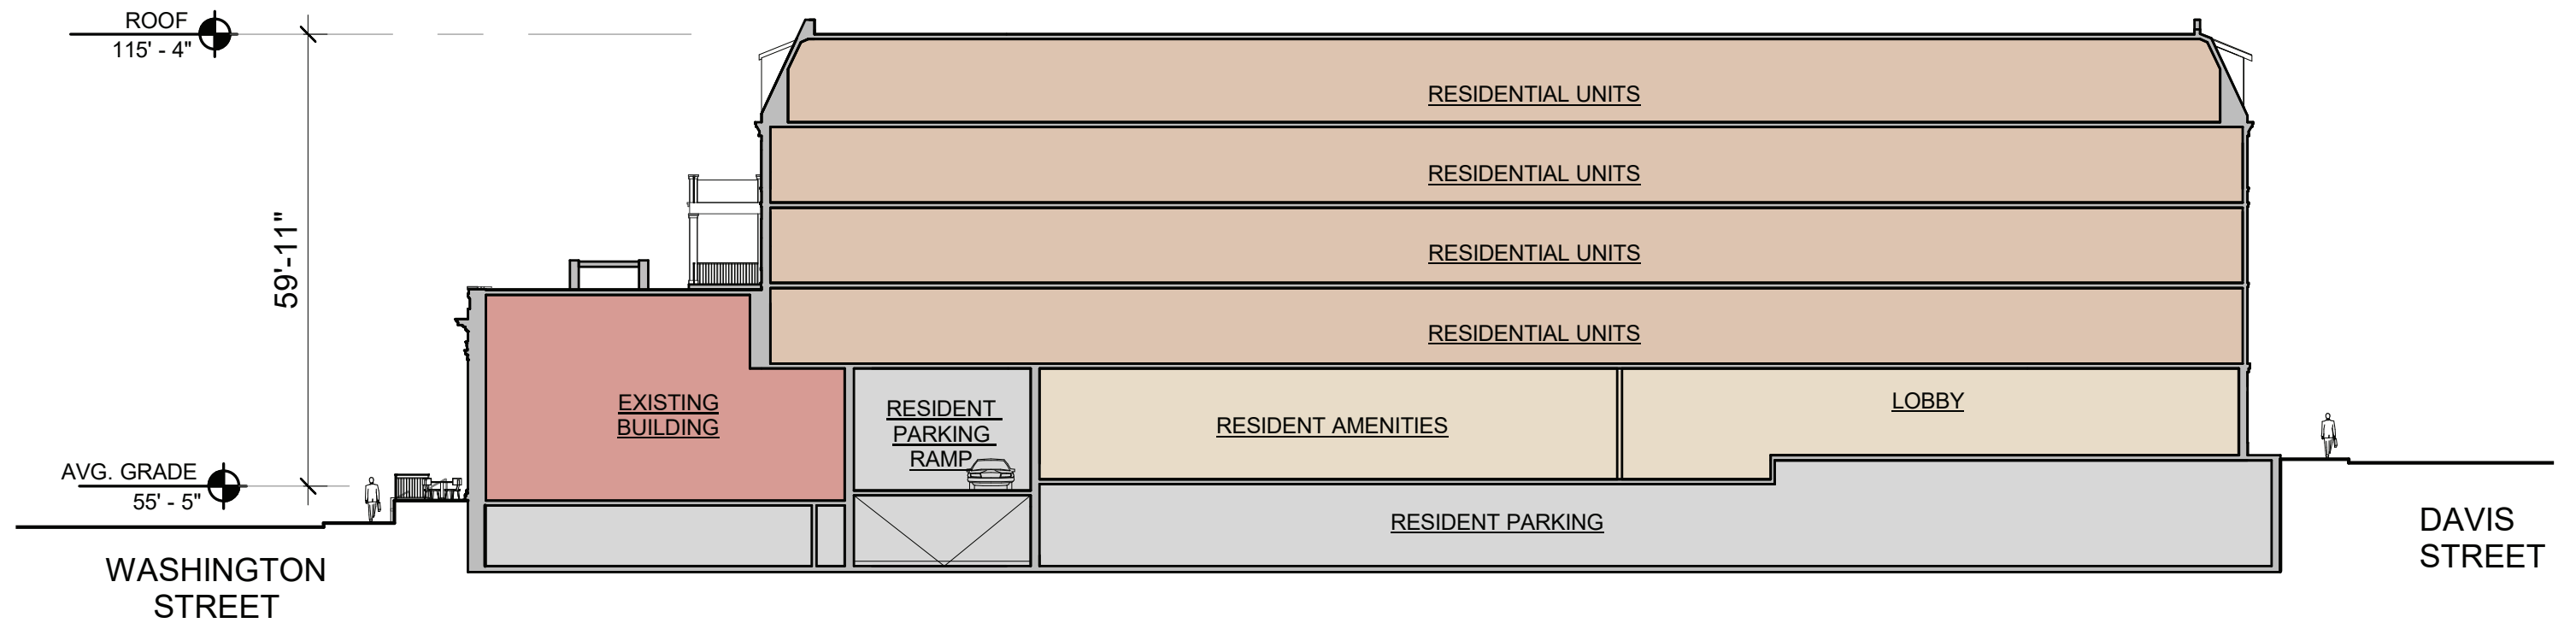 ROOF
115' - 4"
59'-11"
AVG. GRADE
55' - 5"
WASHINGTON
STREET
RESIDENTIAL UNITS
RESIDENTIAL UNITS
RESIDENTIAL UNITS
RESIDENTIAL UNITS
EXISTING
BUILDING
RESIDENT
PARKING
RAMP
RESIDENT AMENITIES
LOBBY
RESIDENT PARKING
DAVIS
STREET